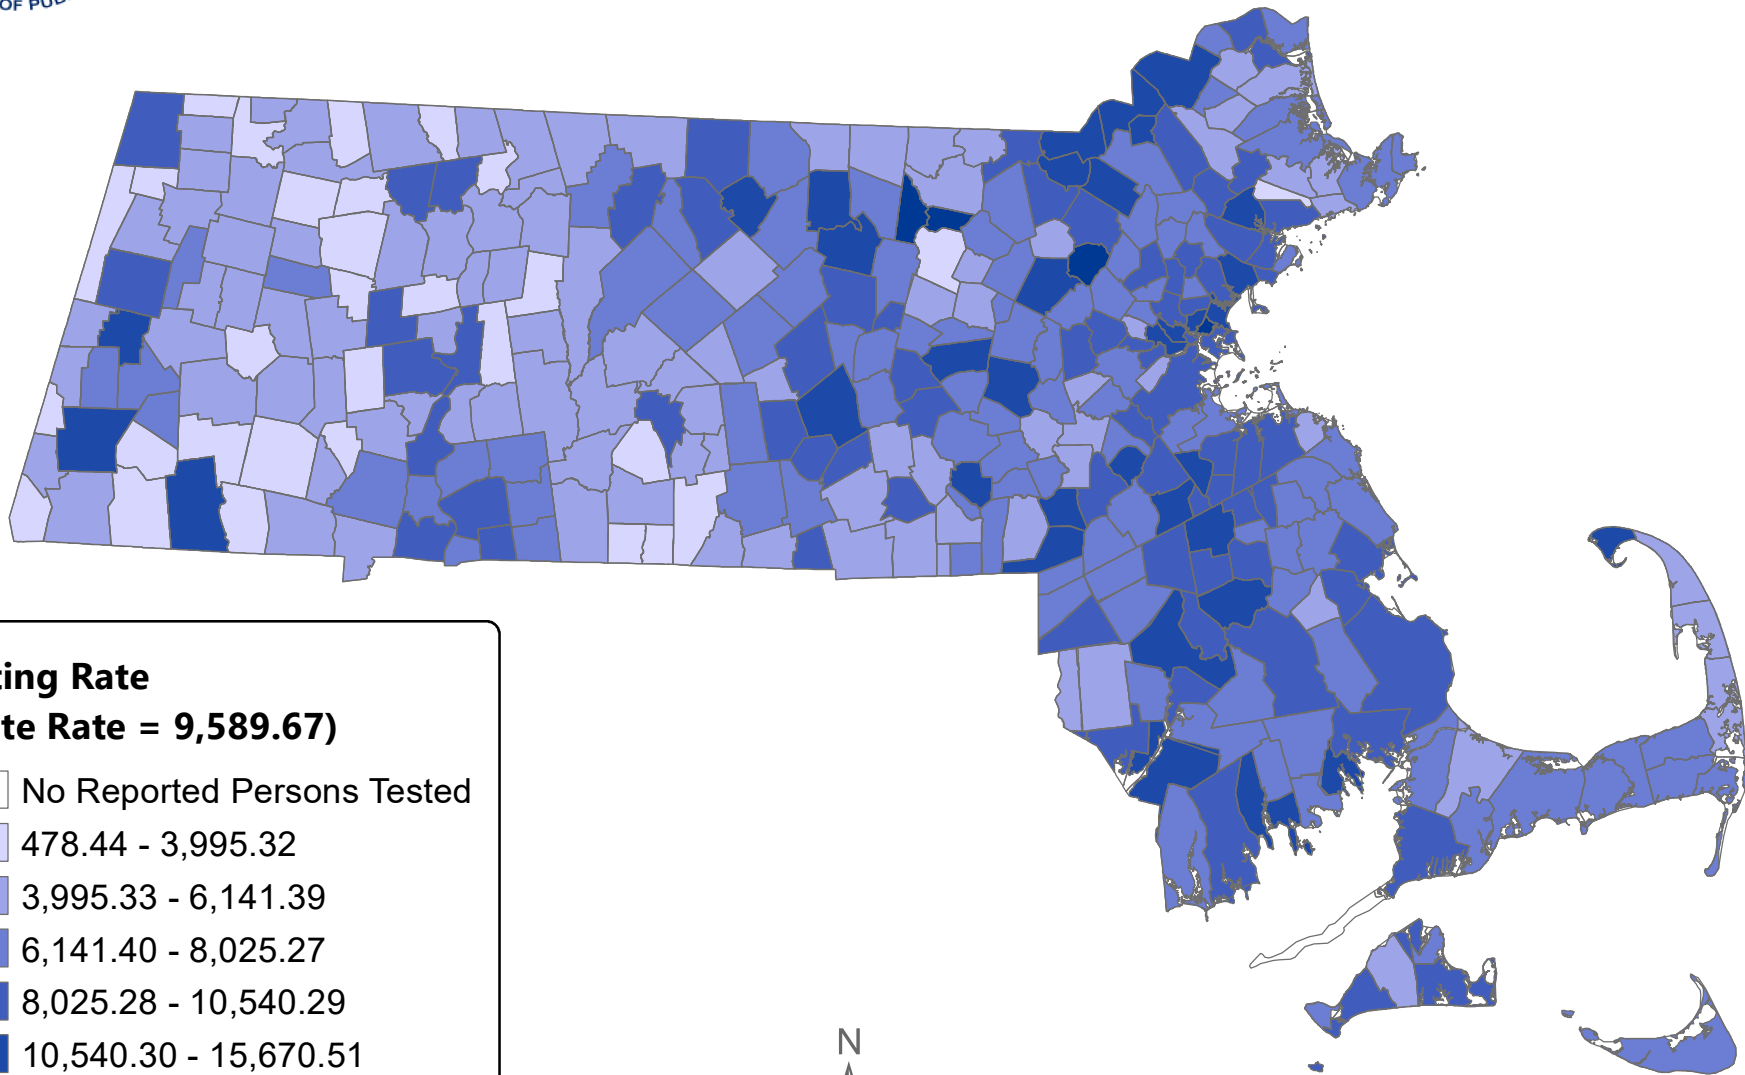 OF PU
ting Rate
te Rate = 9,589.67)
No Reported Persons Tested
478.44 - 3,995.32
3,995.33 - 6,141.39
6,141.40 - 8,025.27
8,025.28 - 10,540.29
10,540.30 - 15,670.51
N